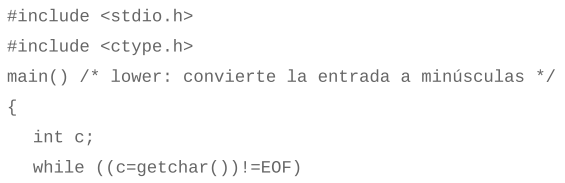 #include <stdio.h>
#include <ctype.h>
main() /* lower: convierte la entrada a minúsculas */
{
int c;
while ((c=getchar())!=EOF)